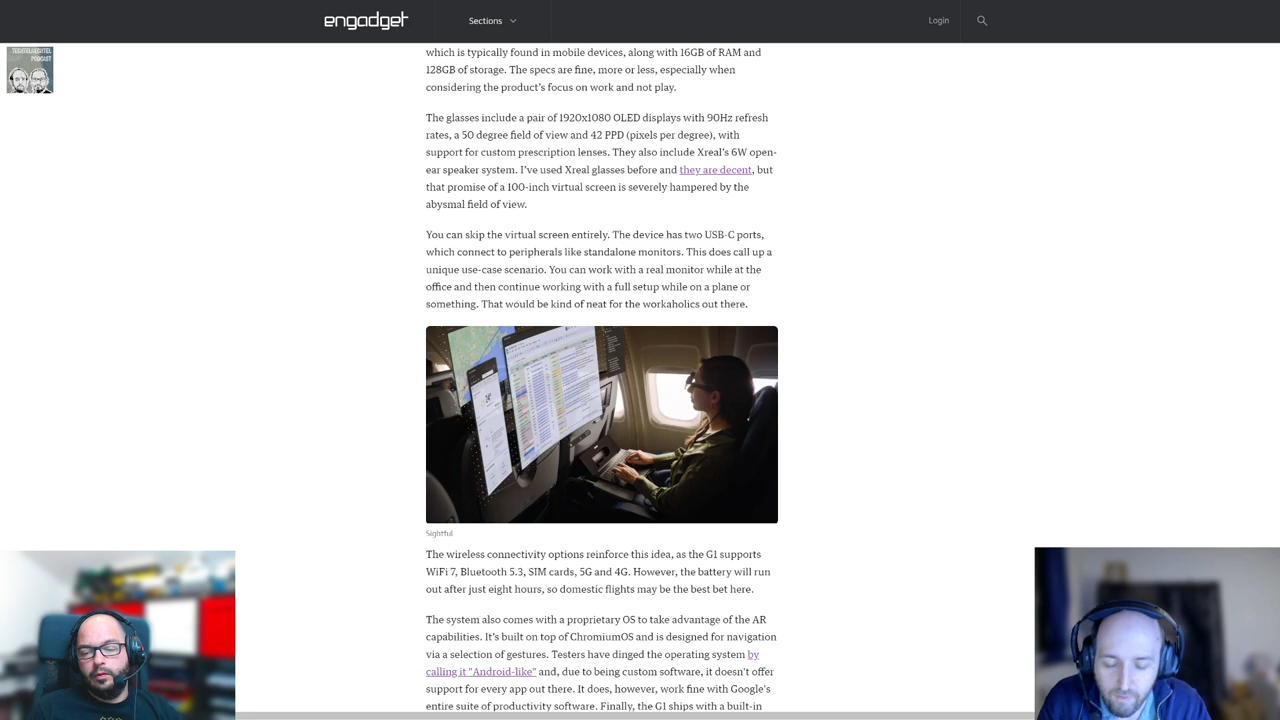 engadget
Sections
Login
TECHTELMECHTEL
PODCAST
which is typically found in mobile devices, along with 16GB of RAM and
128GB of storage. The specs are fine, more or less, especially when
considering the product's focus on work and not play.
The glasses include a pair of 1920x1080 OLED displays with 90Hz refresh
rates, a 50 degree field of view and 42 PPD (pixels per degree), with
support for custom prescription lenses. They also include Xreal's 6W open-
ear speaker system. I've used Xreal glasses before and they are decent, but
that promise of a 100-inch virtual screen is severely hampered by the
abysmal field of view.
You can skip the virtual screen entirely. The device has two USB-C ports,
which connect to peripherals like standalone monitors. This does call up a
unique use-case scenario. You can work with a real monitor while at the
office and then continue working with a full setup while on a plane or
something. That would be kind of neat for the workaholics out there.
Sightful
The wireless connectivity options reinforce this idea, as the G1 supports
WiFi 7, Bluetooth 5.3, SIM cards, 5G and 4G. However, the battery will run
out after just eight hours, so domestic flights may be the best bet here.
The system also comes with a proprietary OS to take advantage of the AR
capabilities. It's built on top of ChromiumOS and is designed for navigation
via a selection of gestures. Testers have dinged the operating system by
calling it "Android-like" and, due to being custom software, it doesn't offer
support for every app out there. It does, however, work fine with Google's
entire suite of productivity software. Finally, the G1 ships with a built-in